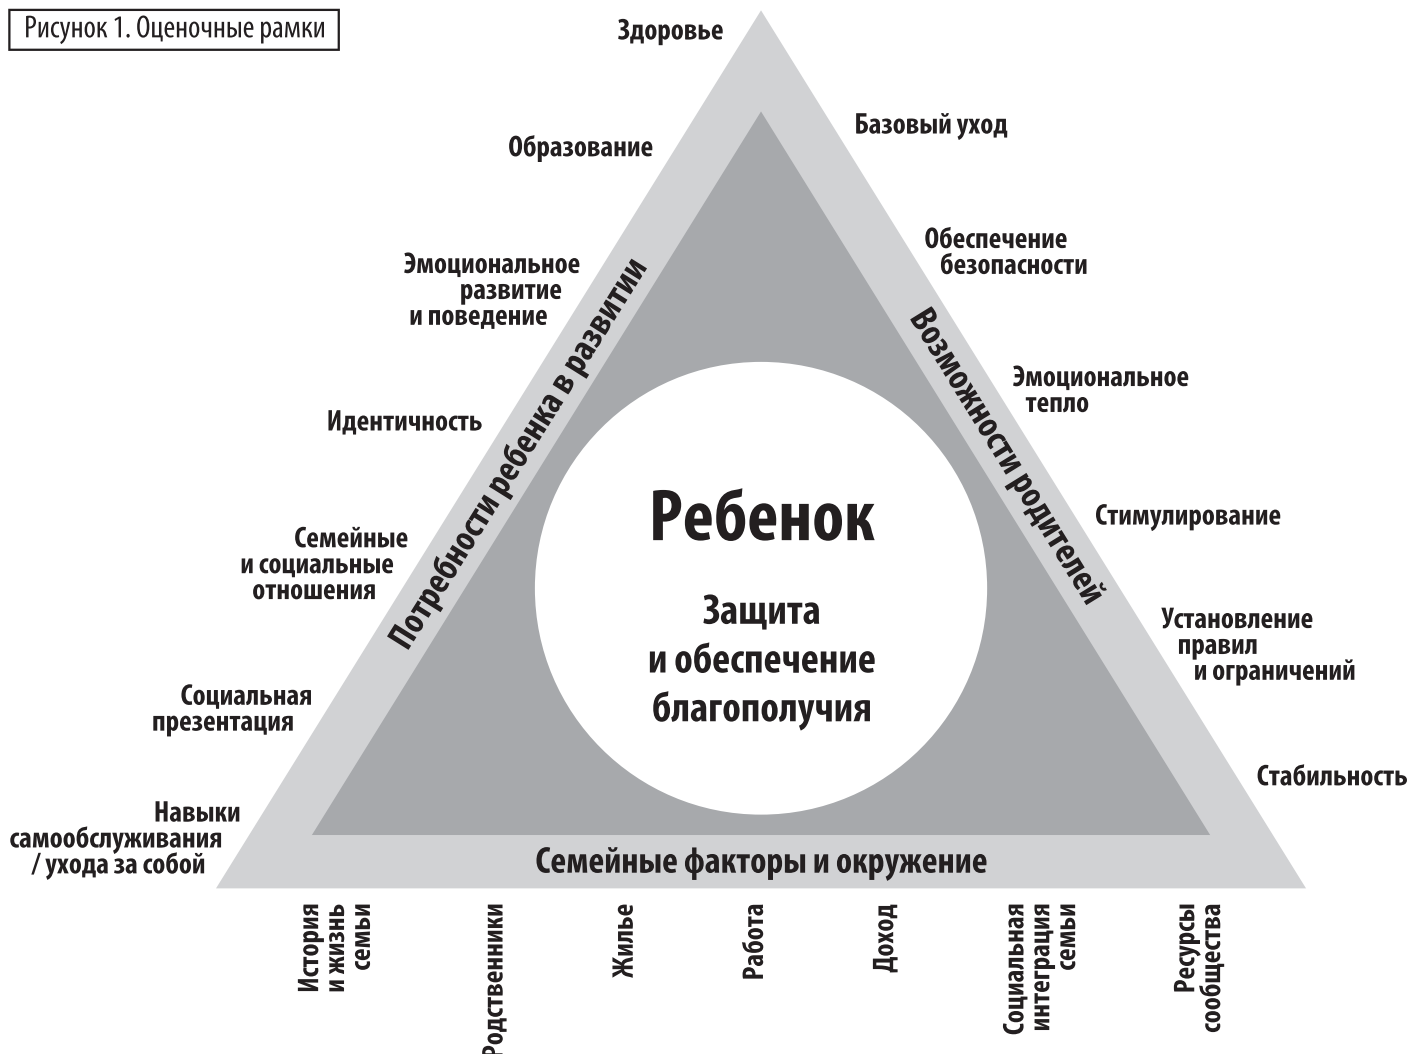 Рисунок 1. Оценочные рамки
Здоровье
Образование
Эмоциональное
развитие
и поведение
Идентичность
Семейные
и социальные
отношения
Социальная
презентация
Навыки
самообслуживания
/ ухода за собой
Потребности ребенка в развитии
Базовый уход
Обеспечение
безопасности
Эмоциональное
тепло
Стимулирование
Установление
правил
и ограничений
Стабильность
Возможности родителей
Ребенок
Защита
и обеспечение
благополучия
Семейные факторы и окружение
История
и жизнь
семьи
Родственники
Жилье
Работа
Доход
Социальная
интеграция
семьи
Ресурсы
сообщества